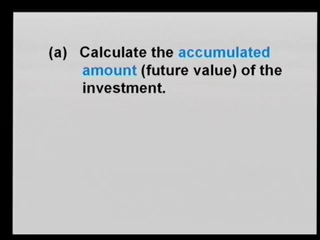 (a) Calculate the accumulated
amount (future value) of the
investment.